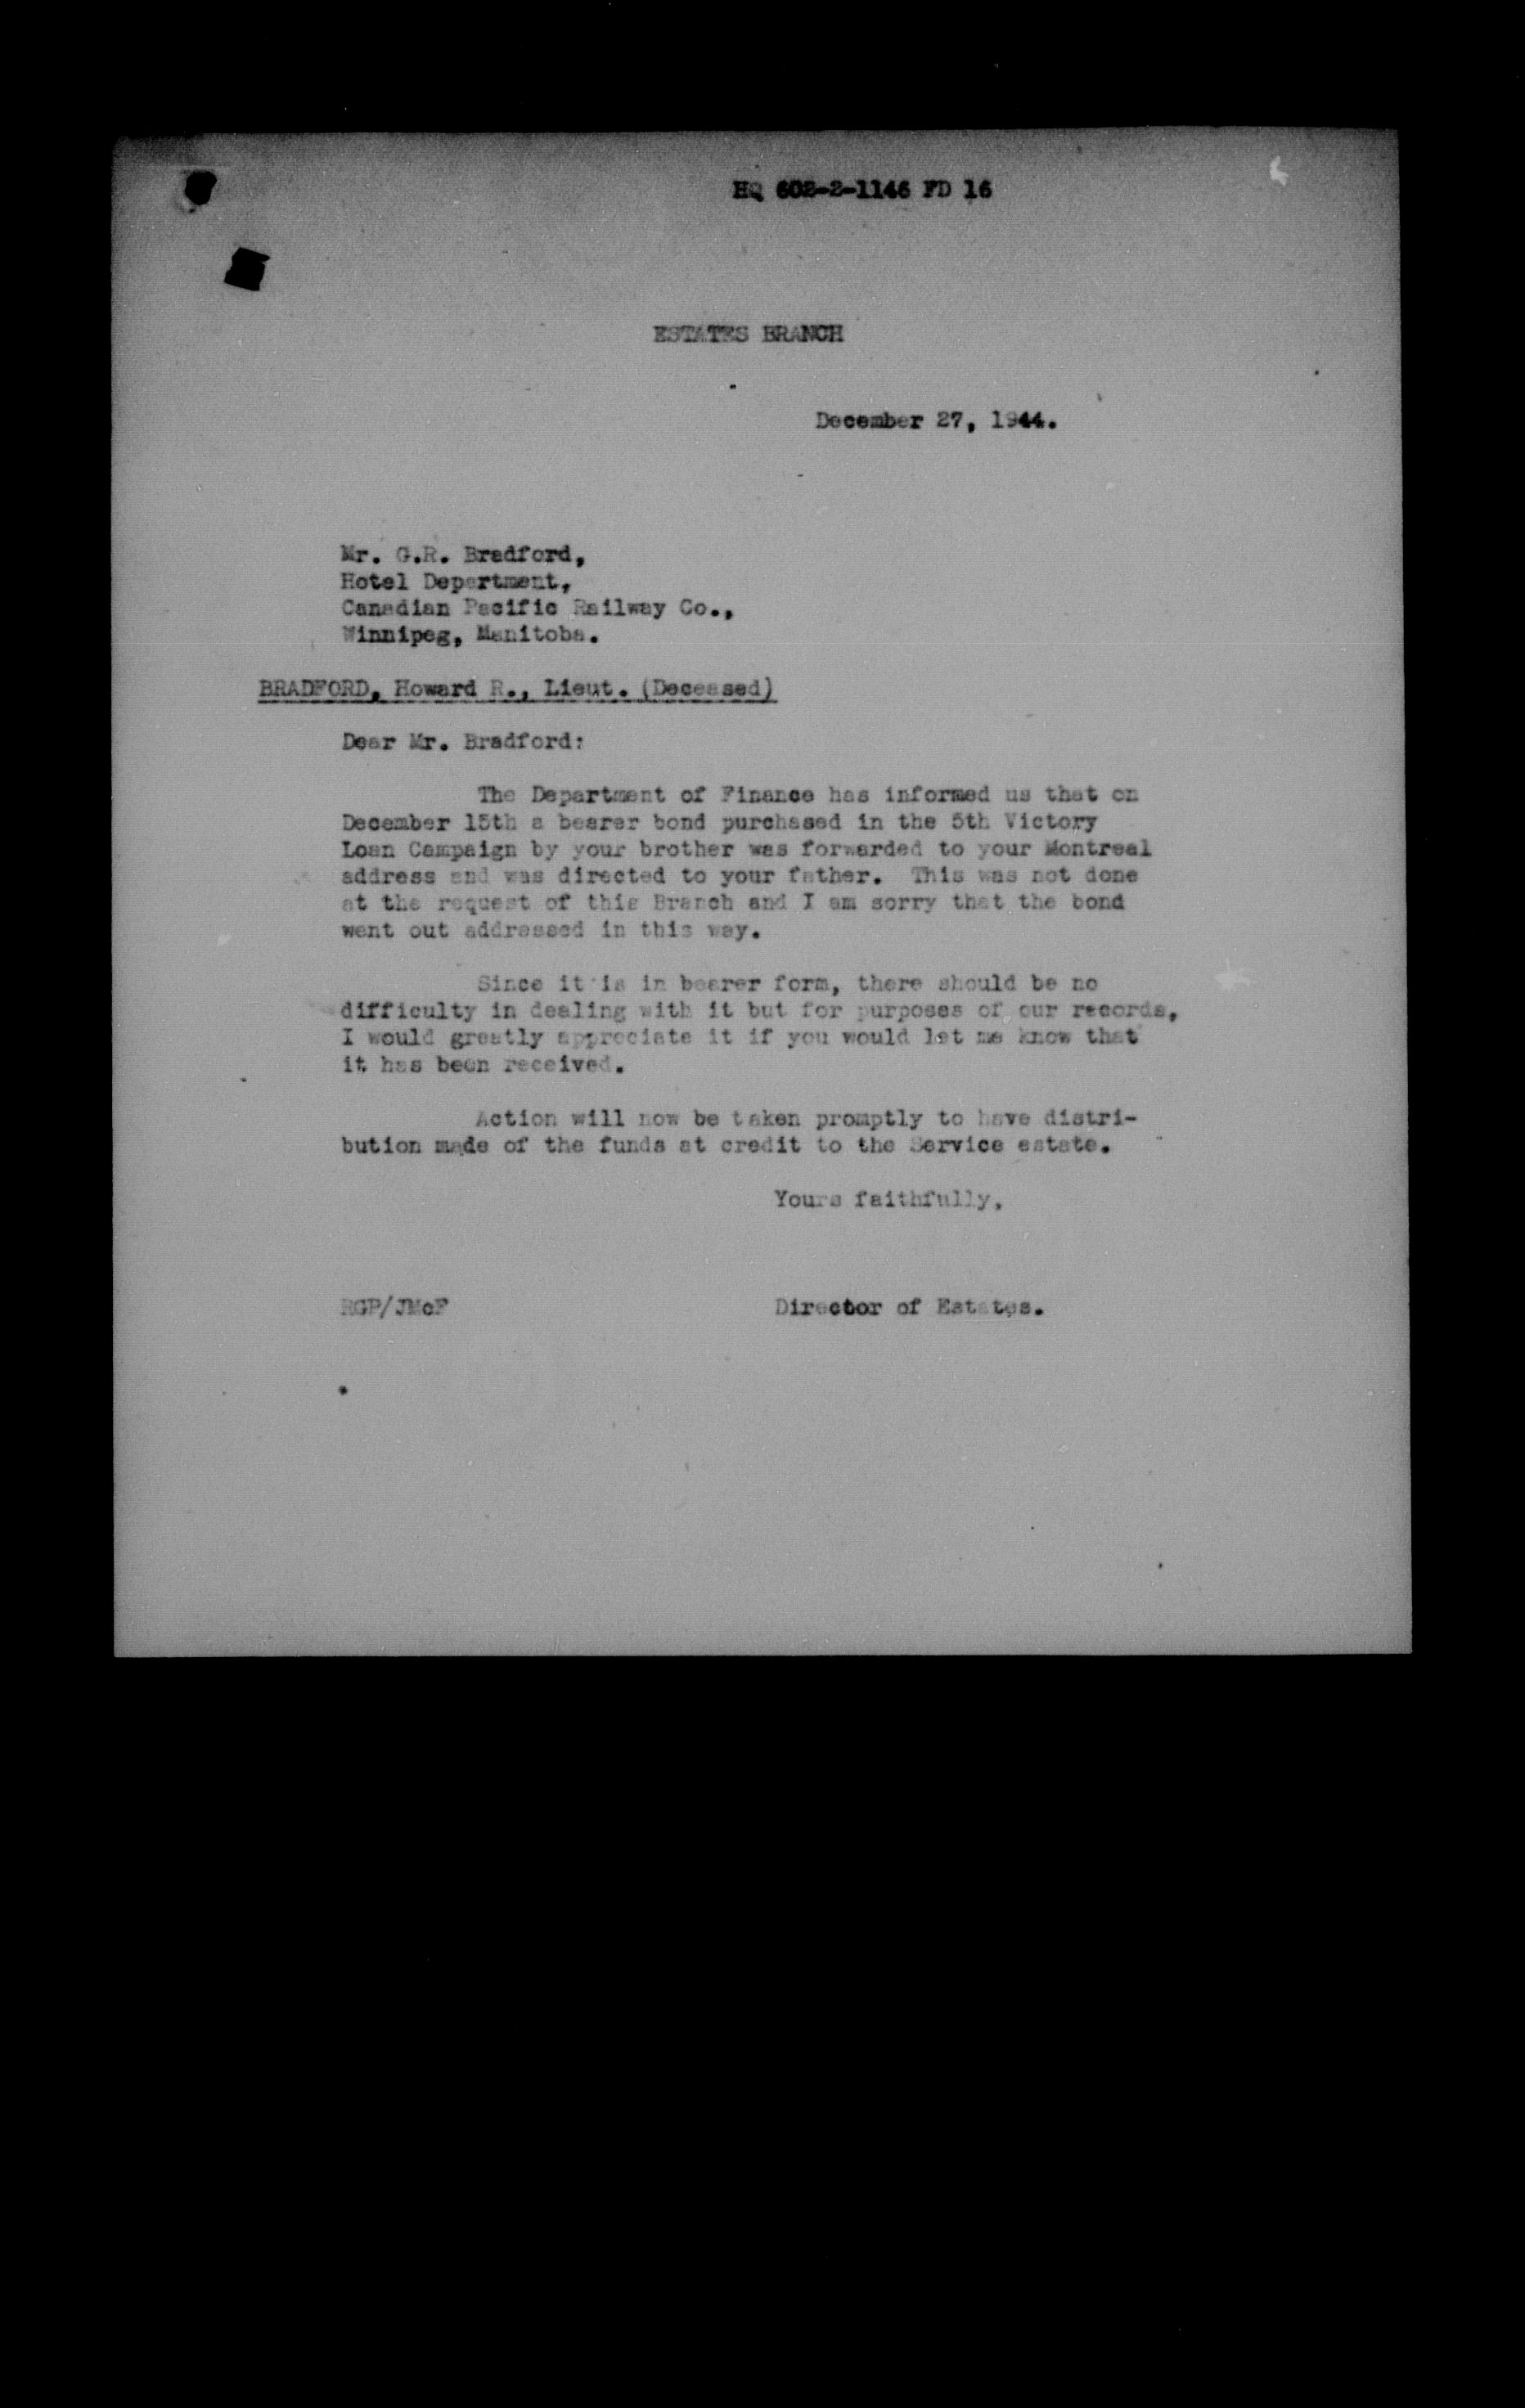 HQ 602-2-1146 FD 16
ESTATES BRANCH
December 27, 1944.
Mr. G.R. Bradford,
Hotel Department,
Canadian Pacific Railway Co.,
Winnipeg, Manitoba.
BRADFORD, Howard R., Lieut. (Deceased)
Dear Mr. Bradford:
The Department of Finance has informed us that on
December 15th a bearer bond purchased in the 5th Victory
Loan Campaign by your brother was forwarded to your Montreal
address and was directed to your father. This was not done
at the request of this Branch and I am sorry that the bond
went out addressed in this way.
Since it is in bearer form, there should be no
difficulty in dealing with it but for purposes of our records,
I would greatly appreciate it if you would let me know that
it has been received.
Action will now be taken promptly to have distri-
bution made of the funds at credit to the Service estate.
Yours faithfully,
RGP/JMcF
Director of Estates.